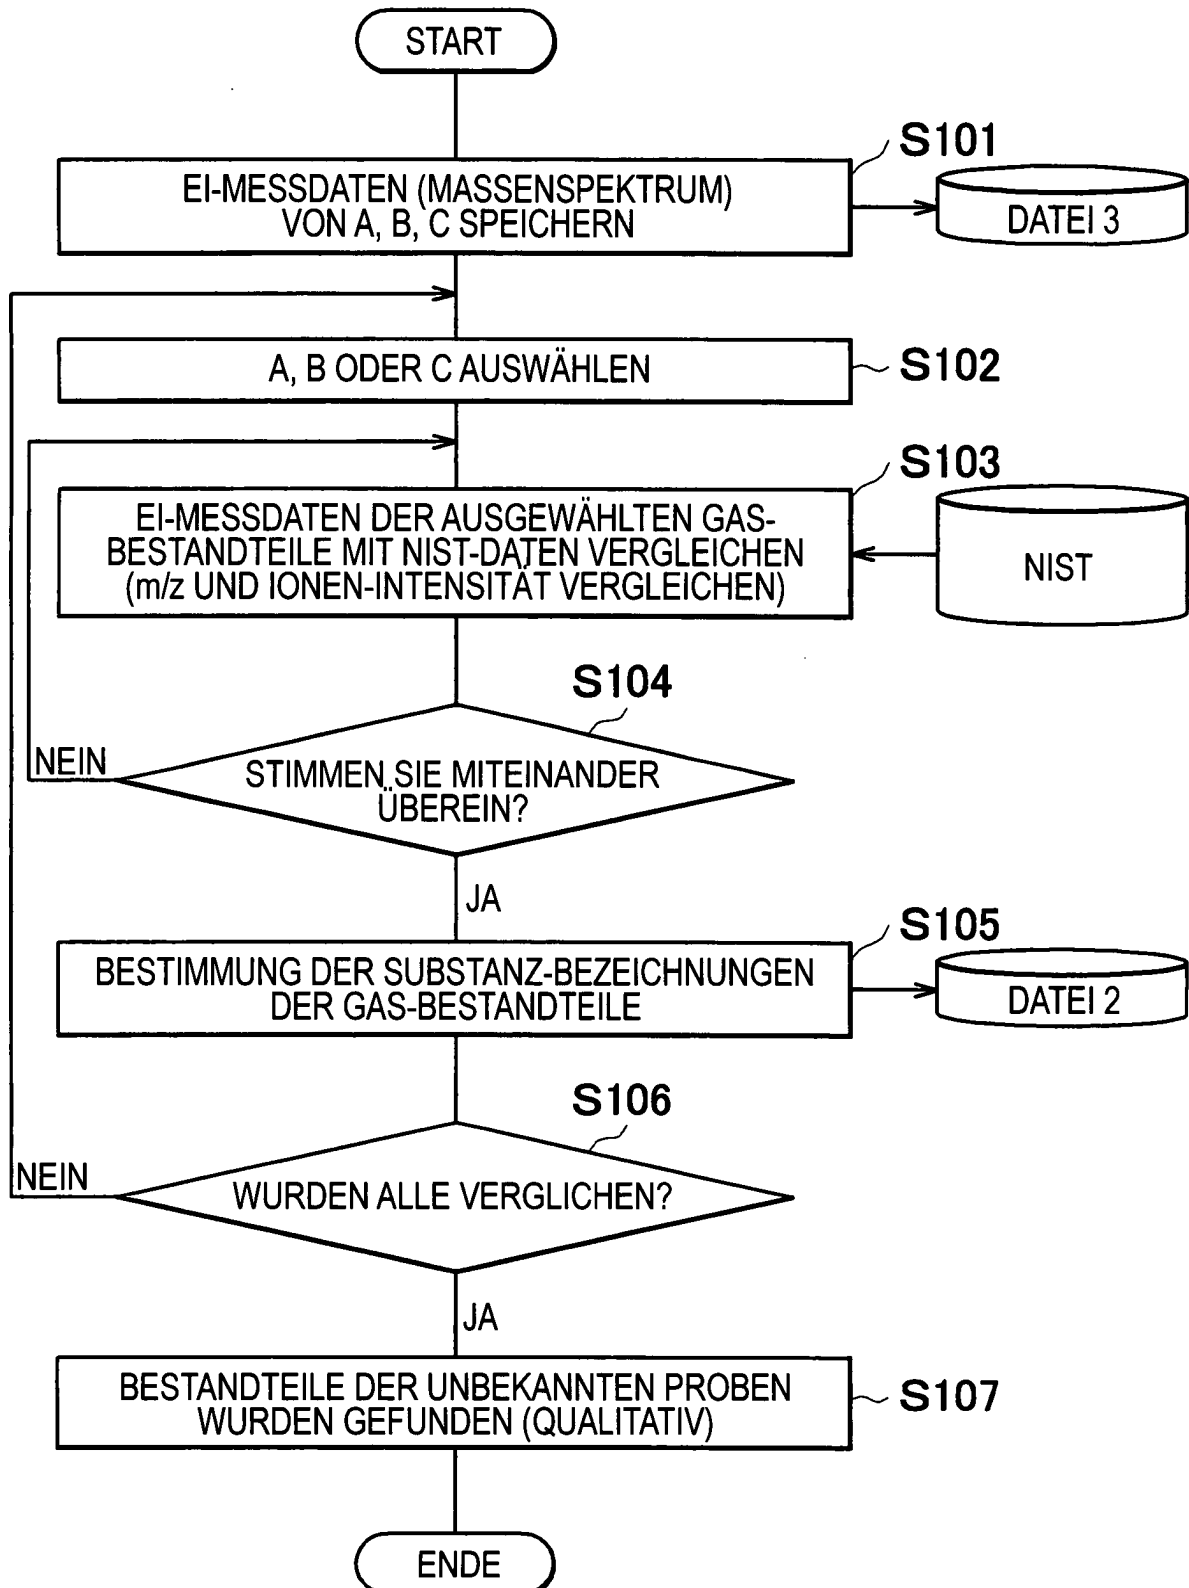 START
S101
EI-MESSDATEN (MASSENSPEKTRUM)
VON A, B, C SPEICHERN
DATEI 3
A, B ODER C AUSWÄHLEN
S102
S103
EI-MESSDATEN DER AUSGEWÄHLTEN GAS-
BESTANDTEILE MIT NIST-DATEN VERGLEICHEN
(m/z UND IONEN-INTENSITÄT VERGLEICHEN)
NIST
S104
NEIN
STIMMEN SIE MITEINANDER
ÜBEREIN?
JA
S105
BESTIMMUNG DER SUBSTANZ-BEZEICHNUNGEN
DER GAS-BESTANDTEILE
DATEI 2
S106
NEIN
WURDEN ALLE VERGLICHEN?
JA
BESTANDTEILE DER UNBEKANNTEN PROBEN
WURDEN GEFUNDEN (QUALITATIV)
S107
ENDE